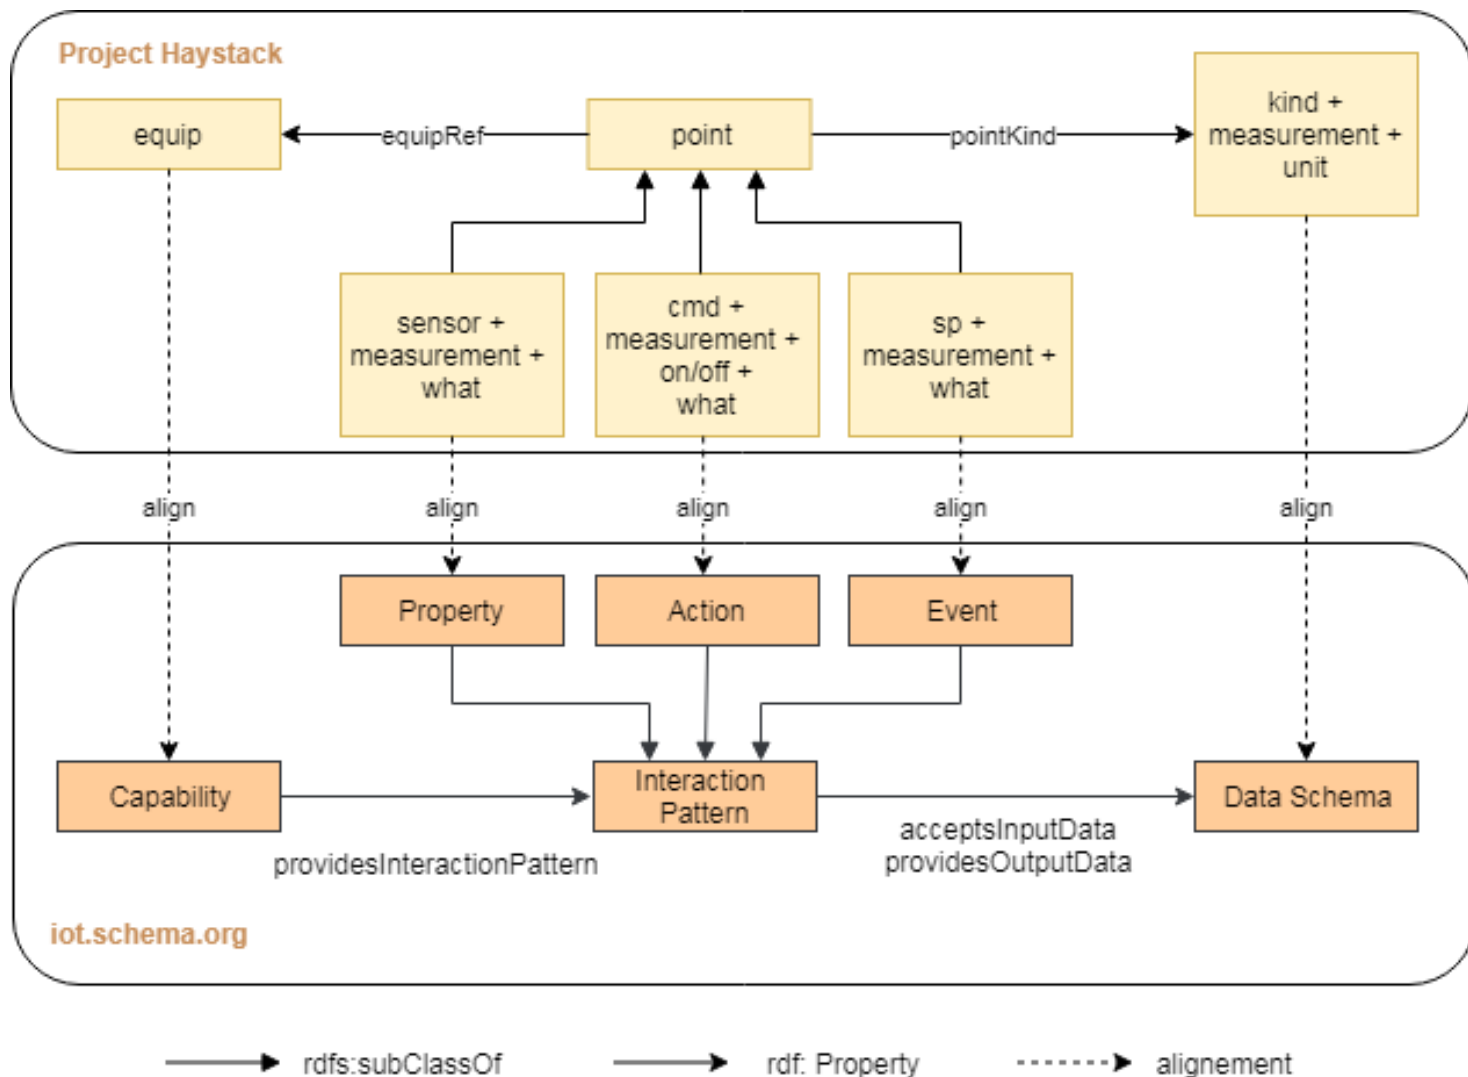 Project Haystack
equip
equipRef
point
pointKind
kind +
measurement +
unit
sensor +
measurement +
what
cmd +
measurement +
on/off +
what
sp +
measurement +
what
align
align
align
align
align
Property
Action
Event
Capability
Interaction
Pattern
Data Schema
providesInteractionPattern
acceptsInputData
providesOutputData
iot.schema.org
rdfs:subClassOf
rdf: Property
alignement